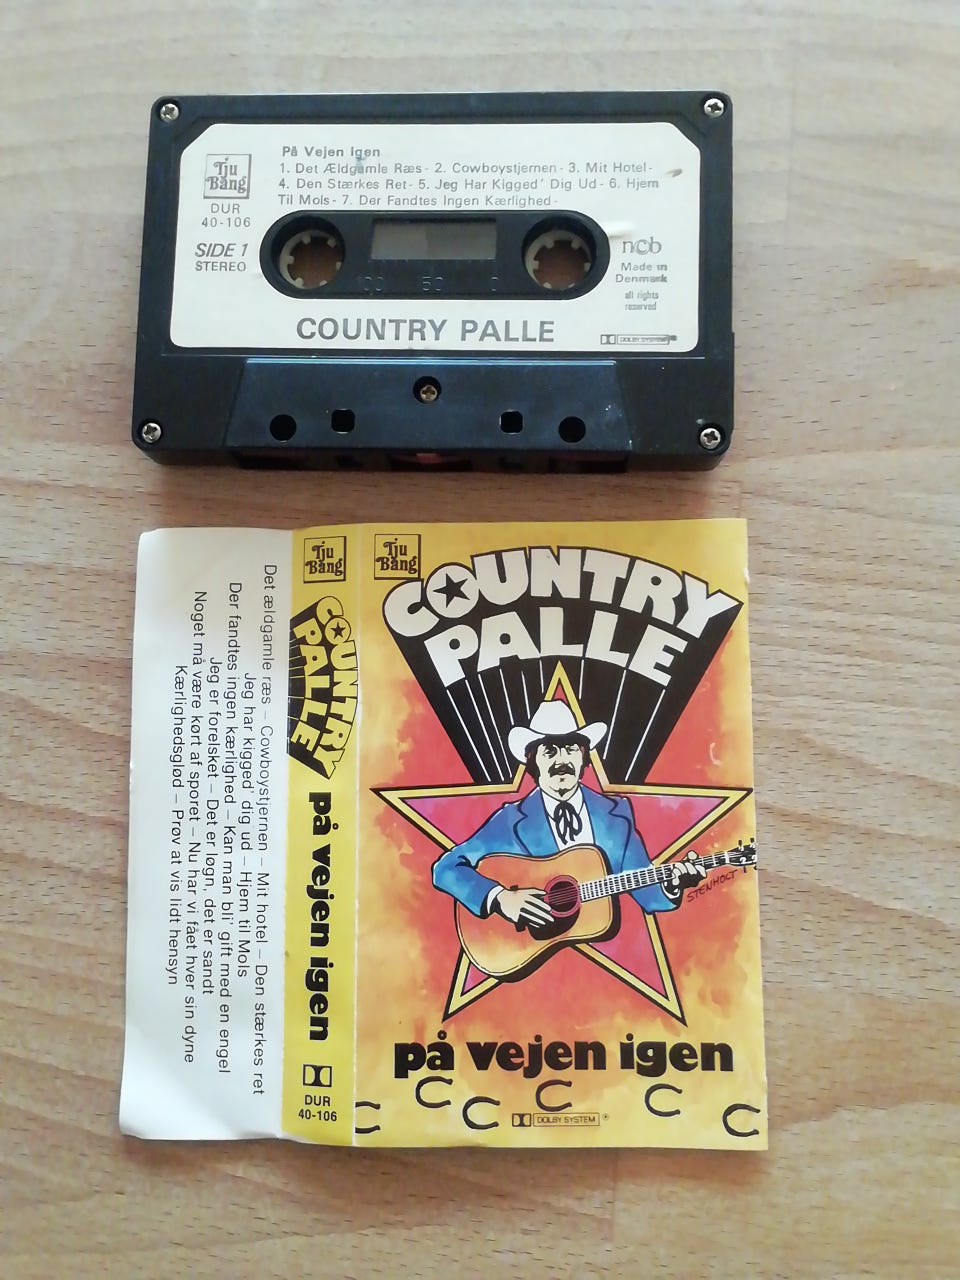 På Vejen Igen
1. Det Ældgamle Ræs - 2. Cowboystjernen - 3. Mit Hotel -
4. Den Stærkes Ret - 5. Jeg Har Kigged' Dig Ud - 6. Hjem
Til Mols - 7. Der Fandtes Ingen Kærlighed -
Tju
Bang
DUR
40-106
SIDE 1
STEREO
ncb
Made in
Denmark
all rights
reserved
100 50 0
COUNTRY PALLE
DOLBY SYSTEM
Det ældgamle ræs – Cowboystjernen – Mit hotel – Den stærkes ret
Jeg har kigged' dig ud – Hjem til Mols
Der fandtes ingen kærlighed – Kan man bli' gift med en engel
Jeg er forelsket – Det er løgn, det er sandt
Noget må være kørt af sporet – Nu har vi fået hver sin dyne
Kærlighedsglød – Prøv at vis lidt hensyn
Tju
Bang
COUNTRY
PALLE
på vejen igen
DUR
40-106
Tju
Bang
COUNTRY
PALLE
STENHOLT
på vejen igen
DOLBY SYSTEM ®